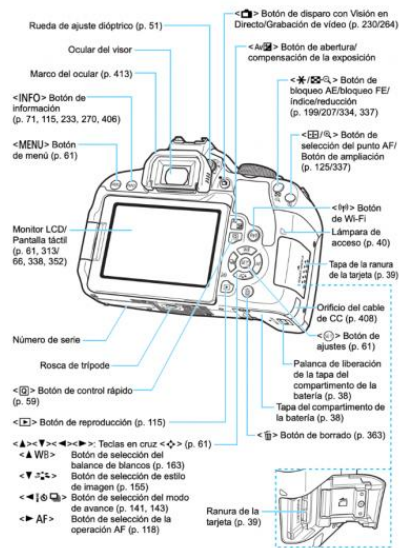 Rueda de ajuste dióptrico (p. 51)
Ocular del visor
Marco del ocular (p. 413)
<INFO> Botón de
información
(p. 71, 115, 233, 270, 406)
<MENU> Botón
de menú (p. 61)
Monitor LCD/
Pantalla táctil
(p. 61, 313/
66, 338, 352)
Número de serie
Rosca de trípode
<Q> Botón de control rápido
(p. 59)
<▶> Botón de reproducción (p. 115)
<▲><▼><◀><▶>: Teclas en cruz <✥> (p. 61)
<▲ WB> Botón de selección del
balance de blancos (p. 163)
<▼> Botón de selección de estilo
de imagen (p. 155)
<◀> Botón de selección del modo
de avance (p. 141, 143)
<▶ AF> Botón de selección de la
operación AF (p. 118)
<> Botón de disparo con Visión en
Directo/Grabación de vídeo (p. 230/264)
<Av> Botón de abertura/
compensación de la exposición
<✱/> Botón de
bloqueo AE/bloqueo FE/
índice/reducción
(p. 199/207/334, 337)
<> Botón de
selección del punto AF/
Botón de ampliación
(p. 125/337)
<> Botón
de Wi-Fi
Lámpara de
acceso (p. 40)
Tapa de la ranura
de la tarjeta (p. 39)
Orificio del cable
de CC (p. 408)
<SET> Botón de
ajustes (p. 61)
Palanca de liberación
de la tapa del
compartimento de la
batería (p. 38)
Tapa del compartimento de
la batería (p. 38)
<> Botón de borrado (p. 363)
Ranura de la
tarjeta (p. 39)